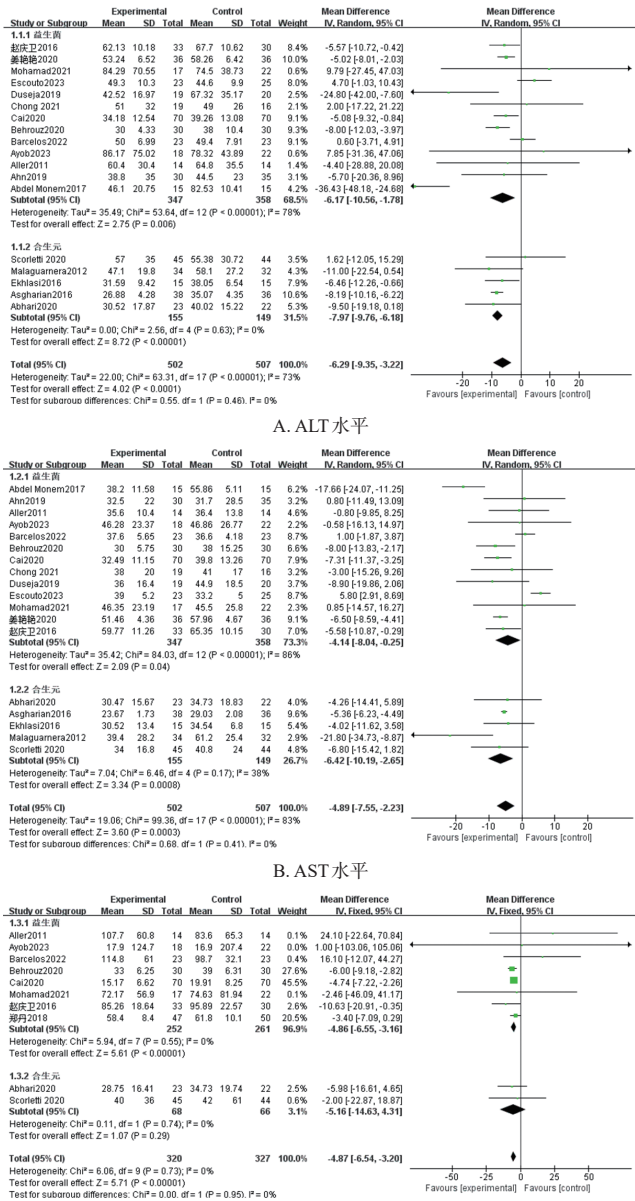 Experimental Control Mean Difference Mean Difference
Study or Subgroup Mean SD Total Mean SD Total Weight IV, Random, 95% CI IV, Random, 95% CI
1.1.1 益生菌
赵庆卫2016 62.13 10.18 33 67.7 10.62 30 8.4% -5.57 [-10.72, -0.42]
姜艳艳2020 53.24 6.52 36 58.26 6.42 36 10.1% -5.02 [-8.01, -2.03]
Mohamad2021 84.29 70.55 17 74.5 38.73 22 0.6% 9.79 [-27.45, 47.03]
Escouto2023 49.3 10.3 23 44.6 9.9 25 7.8% 4.70 [-1.03, 10.43]
Duseja2019 42.52 16.97 19 67.32 35.17 20 2.4% -24.80 [-42.00, -7.60]
Chong 2021 51 32 19 49 26 16 1.9% 2.00 [-17.22, 21.22]
Cai2020 34.18 12.54 70 39.26 13.08 70 9.1% -5.08 [-9.32, -0.84]
Behrouz2020 30 4.33 30 38 10.4 30 9.3% -8.00 [-12.03, -3.97]
Barcelos2022 50 6.99 23 49.4 7.91 23 9.0% 0.60 [-3.71, 4.91]
Ayob2023 86.17 75.02 18 78.32 43.89 22 0.6% 7.85 [-31.36, 47.06]
Aller2011 60.4 30.4 14 64.8 35.5 14 1.4% -4.40 [-28.88, 20.08]
Ahn2019 38.8 35 30 44.5 23 35 3.1% -5.70 [-20.36, 8.96]
Abdel Monem2017 46.1 20.75 15 82.53 10.41 15 4.5% -36.43 [-48.18, -24.68]
Subtotal (95% CI) 347 358 68.5% -6.17 [-10.56, -1.78]
Heterogeneity: Tau² = 35.49; Chi² = 53.64, df = 12 (P < 0.00001); I² = 78%
Test for overall effect: Z = 2.75 (P = 0.006)
1.1.2 合生元
Scorletti 2020 57 35 45 55.38 30.72 44 3.4% 1.62 [-12.05, 15.29]
Malaguarnera2012 47.1 19.8 34 58.1 27.2 32 4.3% -11.00 [-22.54, 0.54]
Ekhlasi2016 31.59 9.42 15 38.05 6.54 15 7.7% -6.46 [-12.26, -0.66]
Asgharian2016 26.88 4.28 38 35.07 4.35 36 10.8% -8.19 [-10.16, -6.22]
Abhari2020 30.52 17.87 23 40.02 15.22 22 5.2% -9.50 [-19.18, 0.18]
Subtotal (95% CI) 155 149 31.5% -7.97 [-9.76, -6.18]
Heterogeneity: Tau² = 0.00; Chi² = 2.56, df = 4 (P = 0.63); I² = 0%
Test for overall effect: Z = 8.72 (P < 0.00001)
Total (95% CI) 502 507 100.0% -6.29 [-9.35, -3.22]
Heterogeneity: Tau² = 22.00; Chi² = 63.31, df = 17 (P < 0.00001); I² = 73%
Test for overall effect: Z = 4.02 (P < 0.0001)
Test for subgroup differences: Chi² = 0.55, df = 1 (P = 0.46), I² = 0%
-20 -10 0 10 20
Favours [experimental] Favours [control]
A. ALT水平
Experimental Control Mean Difference Mean Difference
Study or Subgroup Mean SD Total Mean SD Total Weight IV, Random, 95% CI IV, Random, 95% CI
1.2.1 益生菌
Abdel Monem2017 38.2 11.58 15 55.86 5.11 15 6.2% -17.66 [-24.07, -11.25]
Ahn2019 32.5 22 30 31.7 28.5 35 3.4% 0.80 [-11.49, 13.09]
Aller2011 35.6 10.4 14 36.4 13.8 14 4.7% -0.80 [-9.85, 8.25]
Ayob2023 46.28 23.37 18 46.86 26.77 22 2.4% -0.58 [-16.13, 14.97]
Barcelos2022 37.6 5.65 23 36.6 4.18 23 8.6% 1.00 [-1.87, 3.87]
Behrouz2020 30 5.75 30 38 15.25 30 6.6% -8.00 [-13.83, -2.17]
Cai2020 32.49 11.15 70 39.8 13.26 70 7.9% -7.31 [-11.37, -3.25]
Chong 2021 38 20 19 41 17 16 3.4% -3.00 [-15.26, 9.26]
Duseja2019 36 16.4 19 44.9 18.5 20 3.9% -8.90 [-19.86, 2.06]
Escouto2023 39 5.2 23 33.2 5 25 8.6% 5.80 [2.91, 8.69]
Mohamad2021 46.35 23.19 17 45.5 25.8 22 2.6% 0.85 [-14.57, 16.27]
姜艳艳2020 51.46 4.36 36 57.96 4.67 36 9.1% -6.50 [-8.59, -4.41]
赵庆卫2016 59.77 11.26 33 65.35 10.15 30 7.0% -5.58 [-10.87, -0.29]
Subtotal (95% CI) 347 358 73.3% -4.14 [-8.04, -0.25]
Heterogeneity: Tau² = 35.42; Chi² = 84.03, df = 12 (P < 0.00001); I² = 86%
Test for overall effect: Z = 2.09 (P = 0.04)
1.2.2 合生元
Abhari2020 30.47 15.67 23 34.73 18.83 22 4.2% -4.26 [-14.41, 5.89]
Asgharian2016 23.67 1.73 38 29.03 2.08 36 9.6% -5.36 [-6.23, -4.49]
Ekhlasi2016 30.52 13.4 15 34.54 6.8 15 5.4% -4.02 [-11.62, 3.58]
Malaguarnera2012 39.4 28.2 34 61.2 25.4 32 3.2% -21.80 [-34.73, -8.87]
Scorletti 2020 34 16.8 45 40.8 24 44 4.9% -6.80 [-15.42, 1.82]
Subtotal (95% CI) 155 149 26.7% -6.42 [-10.19, -2.65]
Heterogeneity: Tau² = 7.04; Chi² = 6.46, df = 4 (P = 0.17); I² = 38%
Test for overall effect: Z = 3.34 (P = 0.0008)
Total (95% CI) 502 507 100.0% -4.89 [-7.55, -2.23]
Heterogeneity: Tau² = 19.06; Chi² = 99.36, df = 17 (P < 0.00001); I² = 83%
Test for overall effect: Z = 3.60 (P = 0.0003)
Test for subgroup differences: Chi² = 0.68, df = 1 (P = 0.41), I² = 0%
-20 -10 0 10 20
Favours [experimental] Favours [control]
B. AST水平
Experimental Control Mean Difference Mean Difference
Study or Subgroup Mean SD Total Mean SD Total Weight IV, Fixed, 95% CI IV, Fixed, 95% CI
1.3.1 益生菌
Aller2011 107.7 60.8 14 83.6 65.3 14 0.1% 24.10 [-22.64, 70.84]
Ayob2023 17.9 124.7 18 16.9 207.4 22 0.0% 1.00 [-103.06, 105.06]
Barcelos2022 114.8 61 23 98.7 32.1 23 0.4% 16.10 [-12.07, 44.27]
Behrouz2020 33 6.25 30 39 6.31 30 27.6% -6.00 [-9.18, -2.82]
Cai2020 15.17 6.62 70 19.91 8.25 70 45.4% -4.74 [-7.22, -2.26]
Mohamad2021 72.17 56.9 17 74.63 81.94 22 0.1% -2.46 [-46.09, 41.17]
赵庆卫2016 85.26 18.64 33 95.89 22.57 30 2.6% -10.63 [-20.91, -0.35]
郑丹2018 58.4 8.4 47 61.8 10.1 50 20.5% -3.40 [-7.09, 0.29]
Subtotal (95% CI) 252 261 96.9% -4.86 [-6.55, -3.16]
Heterogeneity: Chi² = 5.94, df = 7 (P = 0.55); I² = 0%
Test for overall effect: Z = 5.61 (P < 0.00001)
1.3.2 合生元
Abhari2020 28.75 16.41 23 34.73 19.74 22 2.5% -5.98 [-16.61, 4.65]
Scorletti 2020 40 36 45 42 61 44 0.6% -2.00 [-22.87, 18.87]
Subtotal (95% CI) 68 66 3.1% -5.16 [-14.63, 4.31]
Heterogeneity: Chi² = 0.11, df = 1 (P = 0.74); I² = 0%
Test for overall effect: Z = 1.07 (P = 0.29)
Total (95% CI) 320 327 100.0% -4.87 [-6.54, -3.20]
Heterogeneity: Chi² = 6.06, df = 9 (P = 0.73); I² = 0%
Test for overall effect: Z = 5.71 (P < 0.00001)
Test for subgroup differences: Chi² = 0.00, df = 1 (P = 0.95), I² = 0%
-50 -25 0 25 50
Favours [experimental] Favours [control]